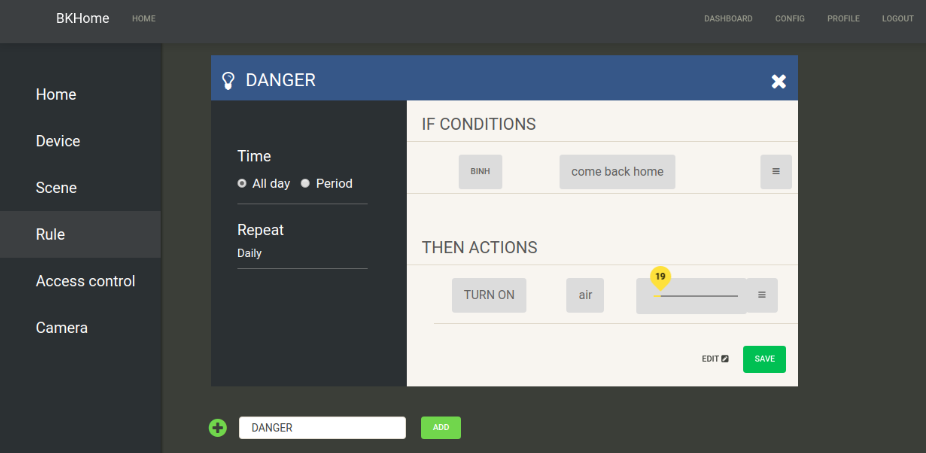 BKHome HOME DASHBOARD CONFIG PROFILE LOGOUT
Home
Device
Scene
Rule
Access control
Camera
DANGER
Time
All day Period
Repeat
Daily
IF CONDITIONS
BINH come back home
THEN ACTIONS
19
TURN ON air
EDIT SAVE
DANGER ADD